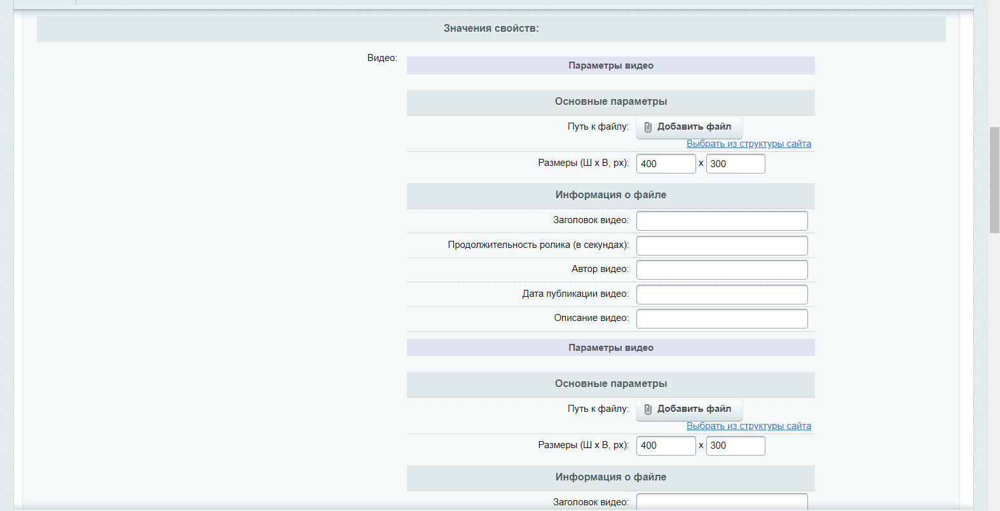 Значения свойств:
Видео:
Параметры видео
Основные параметры
Путь к файлу: Добавить файл
Выбрать из структуры сайта
Размеры (Ш x В, px): 400 x 300
Информация о файле
Заголовок видео:
Продолжительность ролика (в секундах):
Автор видео:
Дата публикации видео:
Описание видео:
Параметры видео
Основные параметры
Путь к файлу: Добавить файл
Выбрать из структуры сайта
Размеры (Ш x В, px): 400 x 300
Информация о файле
Заголовок видео: